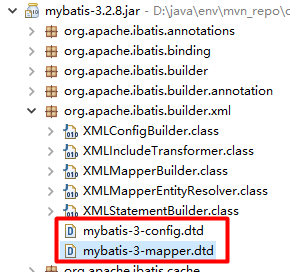 mybatis-3.2.8.jar - D:\java\env\mvn_repo\o
org.apache.ibatis.annotations
org.apache.ibatis.binding
org.apache.ibatis.builder
org.apache.ibatis.builder.annotation
org.apache.ibatis.builder.xml
XMLConfigBuilder.class
XMLIncludeTransformer.class
XMLMapperBuilder.class
XMLMapperEntityResolver.class
XMLStatementBuilder.class
mybatis-3-config.dtd
mybatis-3-mapper.dtd
org.apache.ibatis.cache